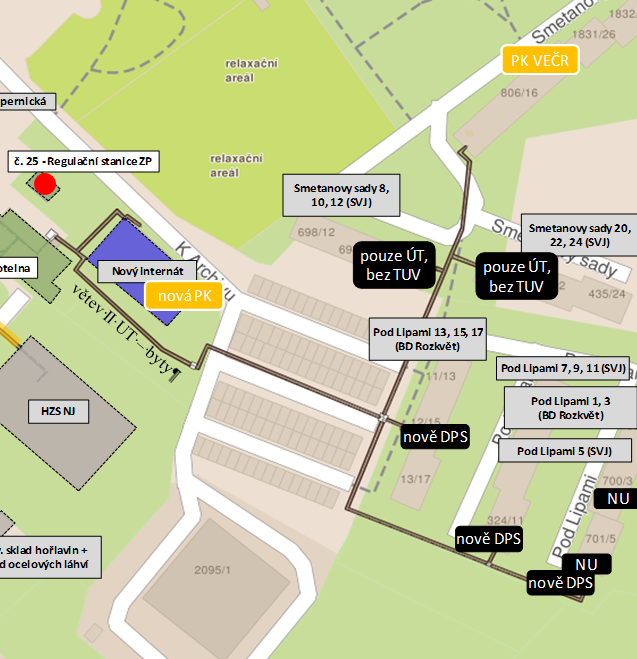 1832
Smetano
1831/26
PK VEČR
relaxační
areál
806/16
pernická
č. 25 - Regulační stanice ZP
relaxační
areál
Smetanovy sady 8,
10, 12 (SVJ)
698/12
69
Smetanovy sady 20,
22, 24 (SVJ)
Sme
y sady
pouze ÚT,
bez TUV
pouze ÚT,
bez TUV
2
435/24
K Archivu
otelna
Nový Internát
nová PK
větev·II·UT·–·byty¶
Pod Lipami 13, 15, 17
(BD Rozkvět)
11/13
Pod Lipami 7, 9, 11 (SVJ)
Pod Lipami 1, 3
(BD Rozkvět)
HZS NJ
12/15
nově DPS
Pod Lipami 5 (SVJ)
13/17
700/3
NU
324/11
nově DPS
Pod Lipami
701/5
NU
nově DPS
. sklad hořlavin +
d ocelových láhví
2095/1